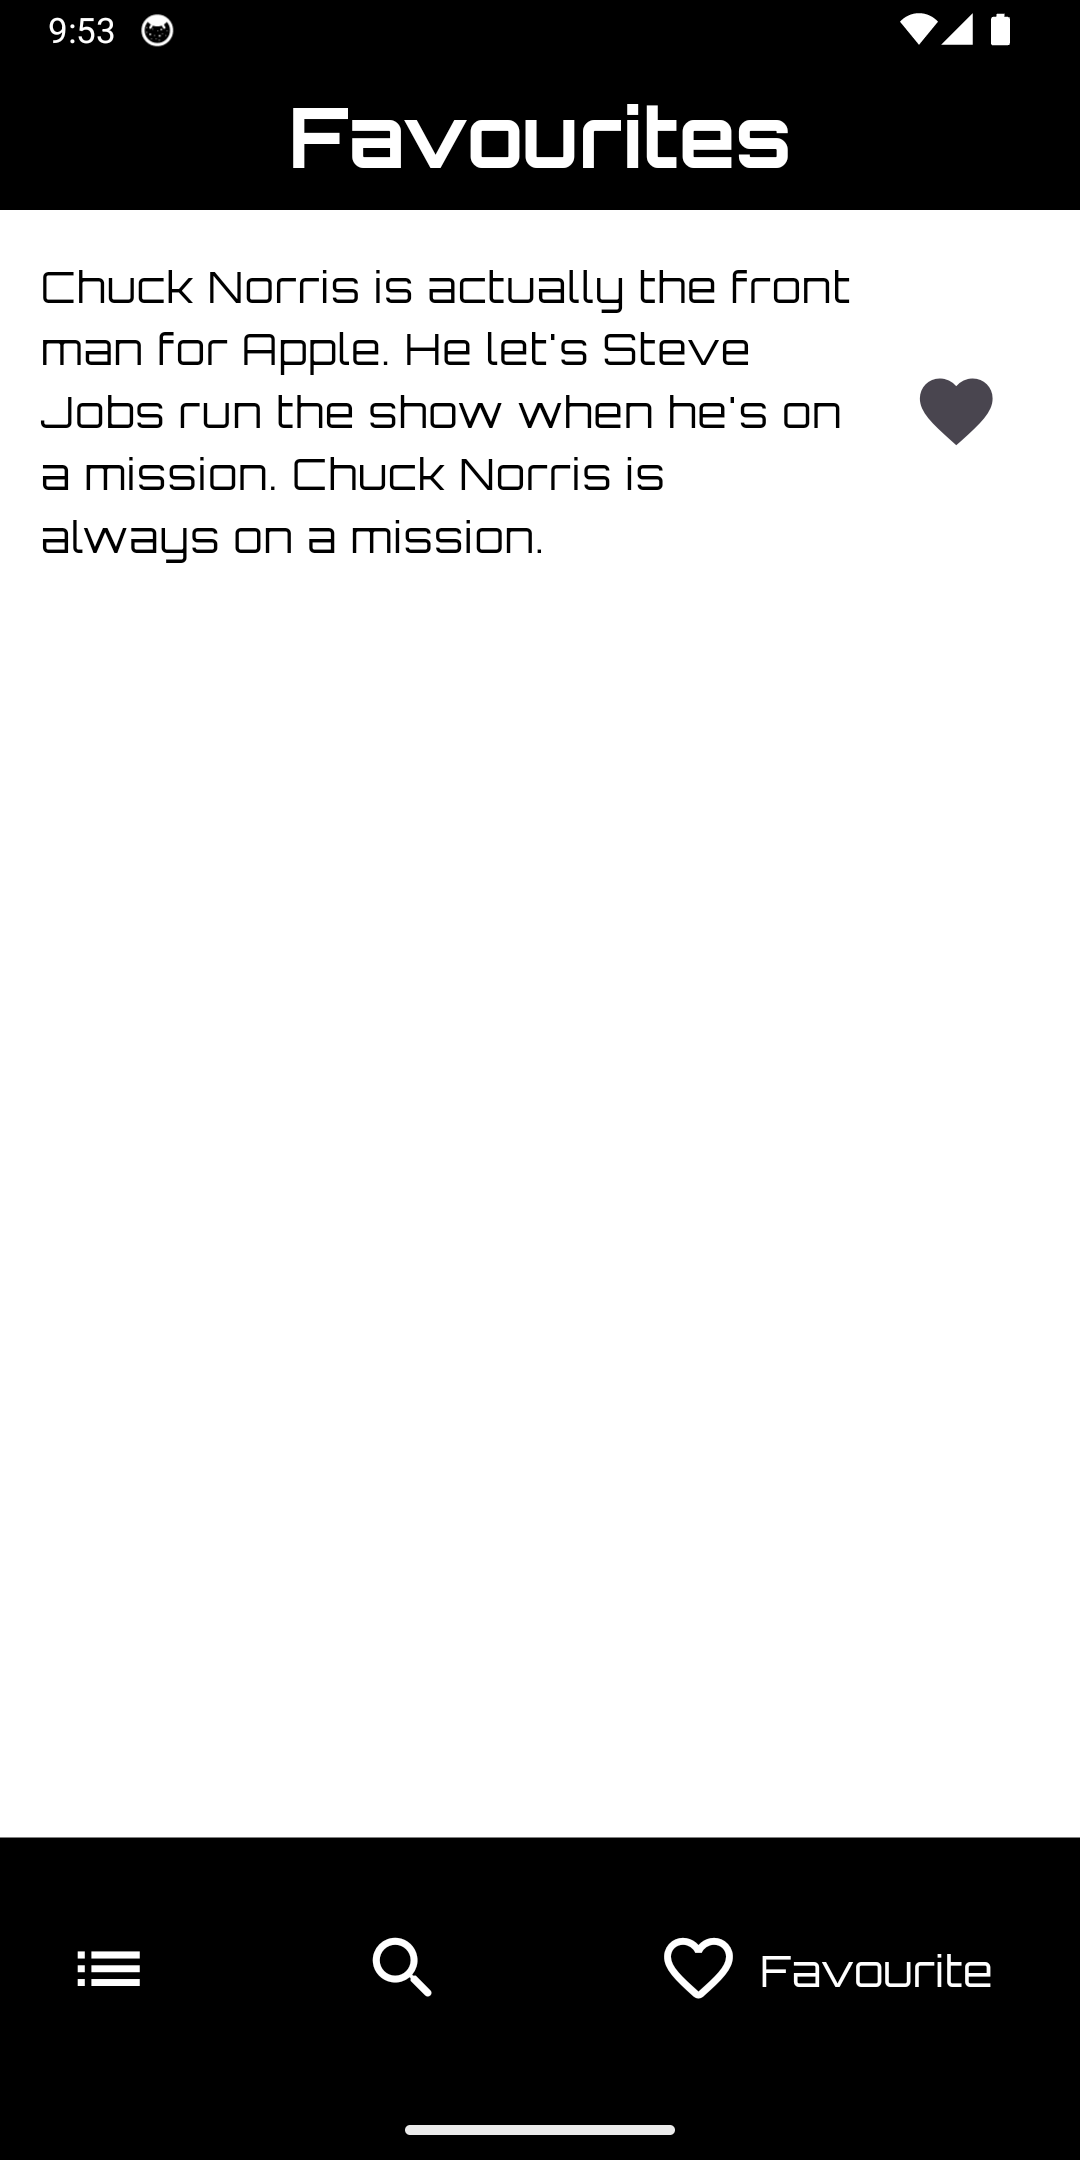 9:53
Favourites
Chuck Norris is actually the front
man for Apple. He let's Steve
Jobs run the show when he's on
a mission. Chuck Norris is
always on a mission.
Favourite